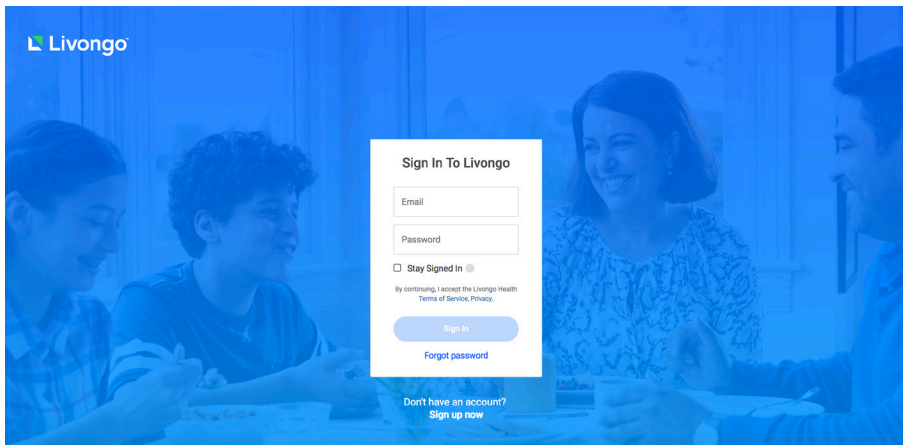 Livongo
Sign In To Livongo
Email
Password
Stay Signed In
By continuing, I accept the Livongo Health
Terms of Service, Privacy.
Sign In
Forgot password
Don't have an account?
Sign up now